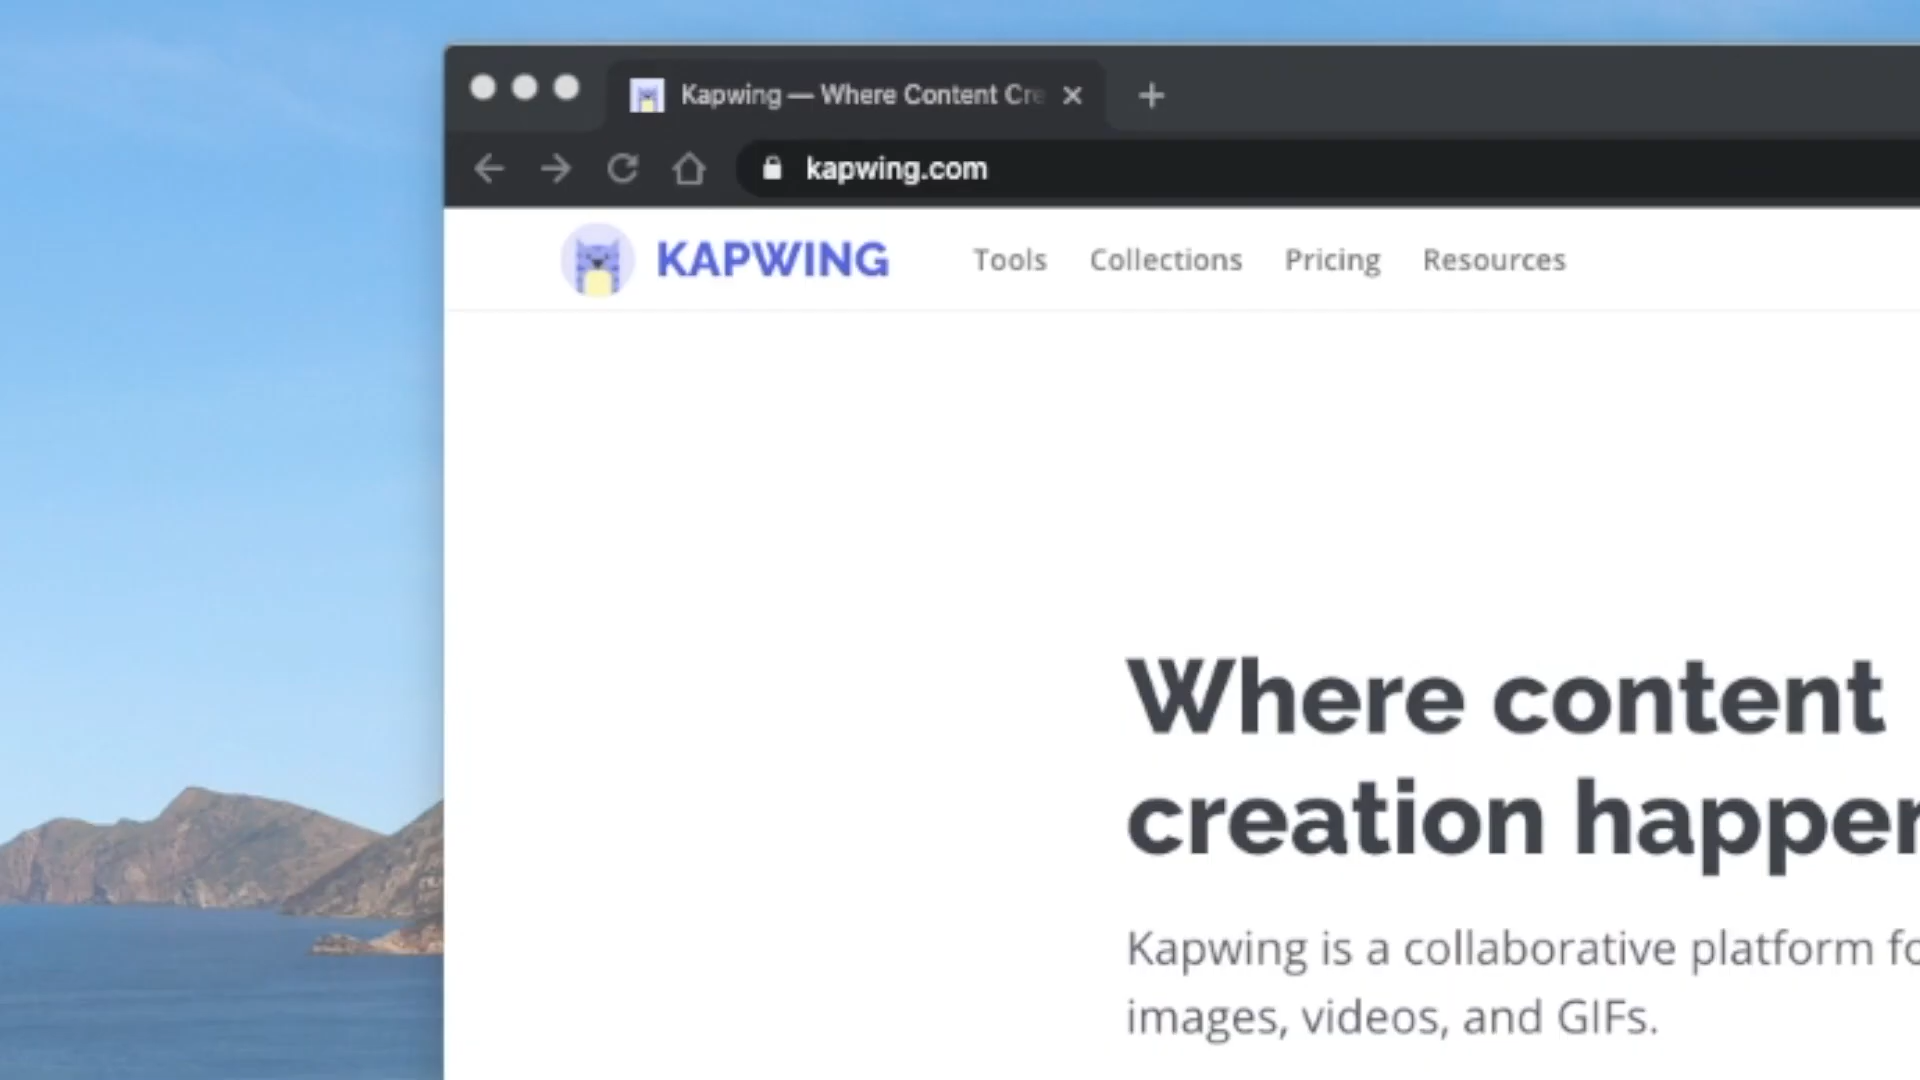 Kapwing — Where Content Cre
kapwing.com
KAPWING Tools Collections Pricing Resources
Where content
creation happen
Kapwing is a collaborative platform fo
images, videos, and GIFs.